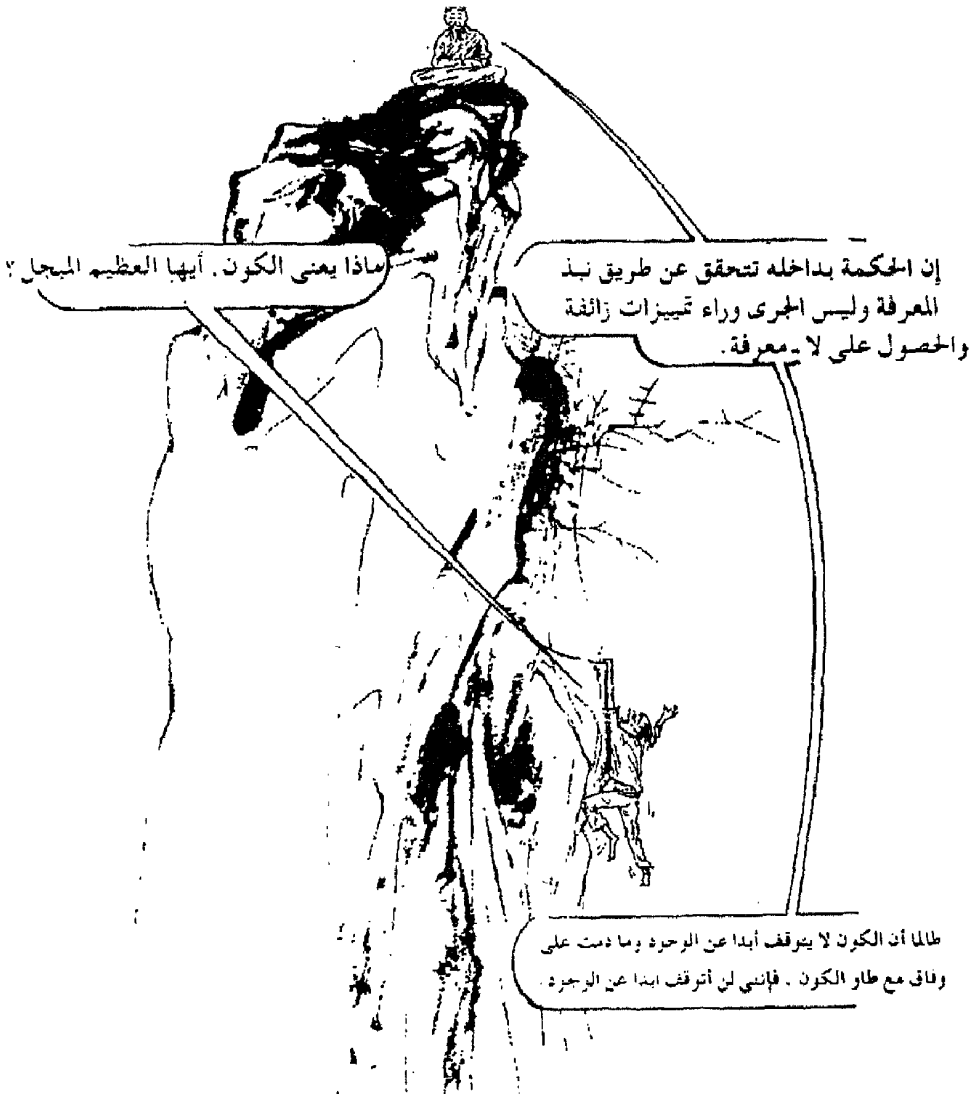 ماذا يعنى الكون . أيها العظيم المبجل ؟
إن الحكمة بداخله تتحقق عن طريق نبذ
المعرفة وليس الجرى وراء تمييزات زائفة
والحصول على لا - معرفة .
طالما أن الكون لا يتوقف أبدا عن الوجود وما دمت على
وفاق مع طاو الكون . فإننى لن أتوقف ابدا عن الوجود .